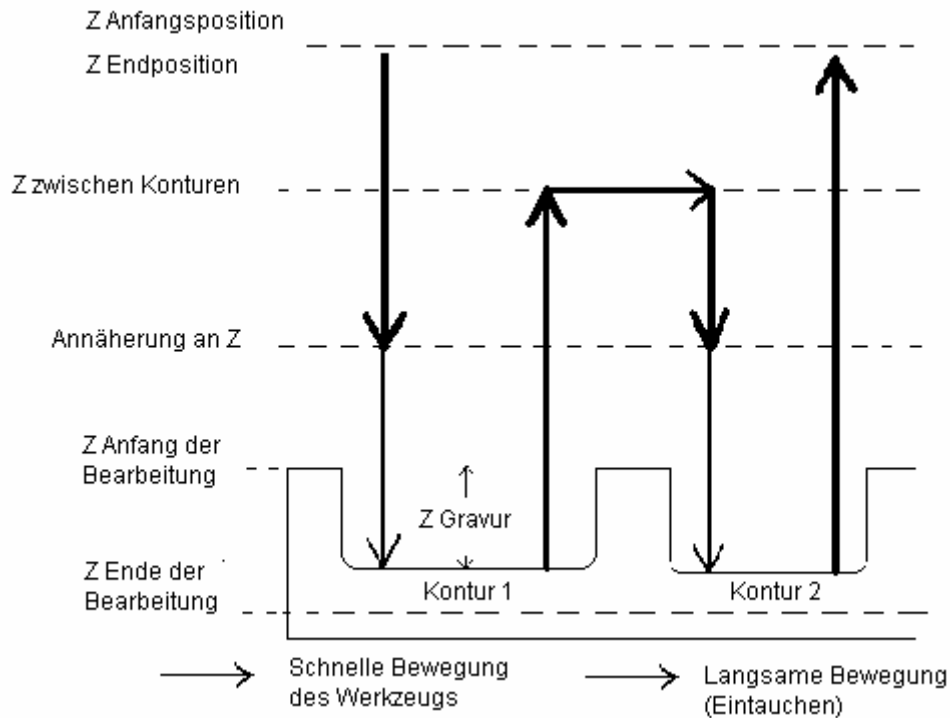 Z Anfangsposition
Z Endposition
Z zwischen Konturen
Annäherung an Z
Z Anfang der
Bearbeitung
Z Gravur
Z Ende der
Bearbeitung
Kontur 1
Kontur 2
Schnelle Bewegung
des Werkzeugs
Langsame Bewegung
(Eintauchen)